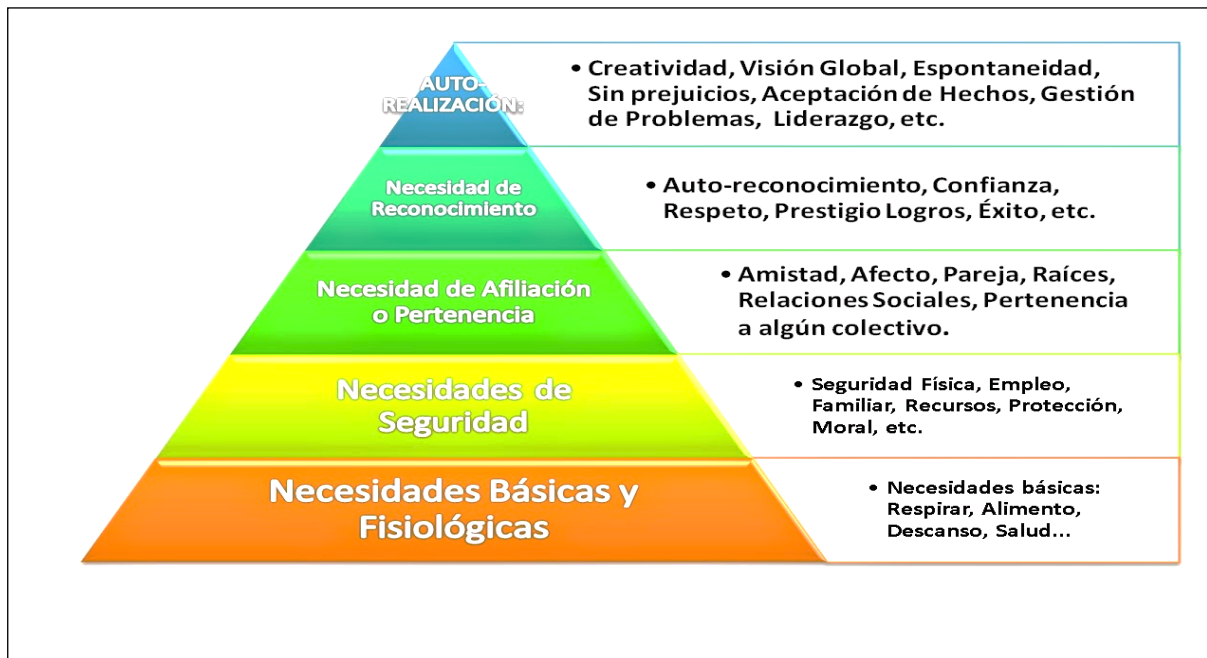 AUTO-
REALIZACIÓN:
• Creatividad, Visión Global, Espontaneidad,
Sin prejuicios, Aceptación de Hechos, Gestión
de Problemas, Liderazgo, etc.
Necesidad de
Reconocimiento
• Auto-reconocimiento, Confianza,
Respeto, Prestigio Logros, Éxito, etc.
Necesidad de Afiliación
o Pertenencia
• Amistad, Afecto, Pareja, Raíces,
Relaciones Sociales, Pertenencia
a algún colectivo.
Necesidades de
Seguridad
• Seguridad Física, Empleo,
Familiar, Recursos, Protección,
Moral, etc.
Necesidades Básicas y
Fisiológicas
• Necesidades básicas:
Respirar, Alimento,
Descanso, Salud...